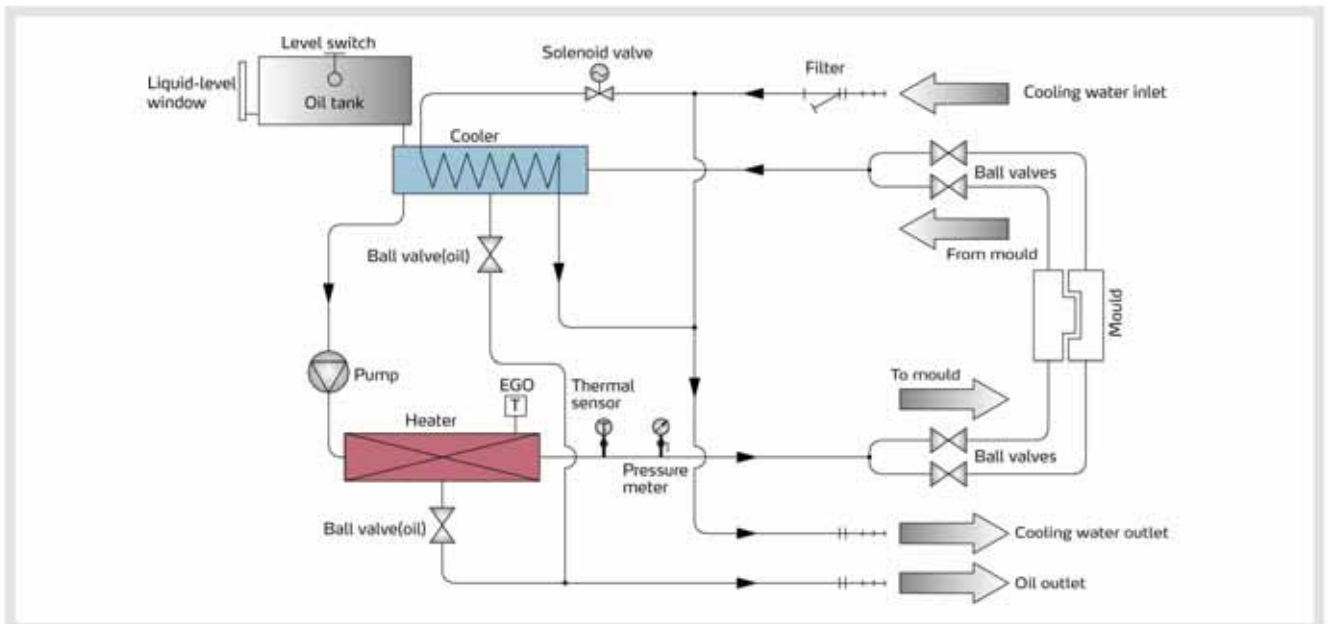 Level switch
Liquid-level
window
Oil tank
Solenoid valve
Filter
Cooling water inlet
Cooler
Ball valves
From mould
Ball valve(oil)
Mould
Pump
To mould
EGO
T
Thermal
sensor
T
Heater
Pressure
meter
Ball valves
Ball valve(oil)
Cooling water outlet
Oil outlet